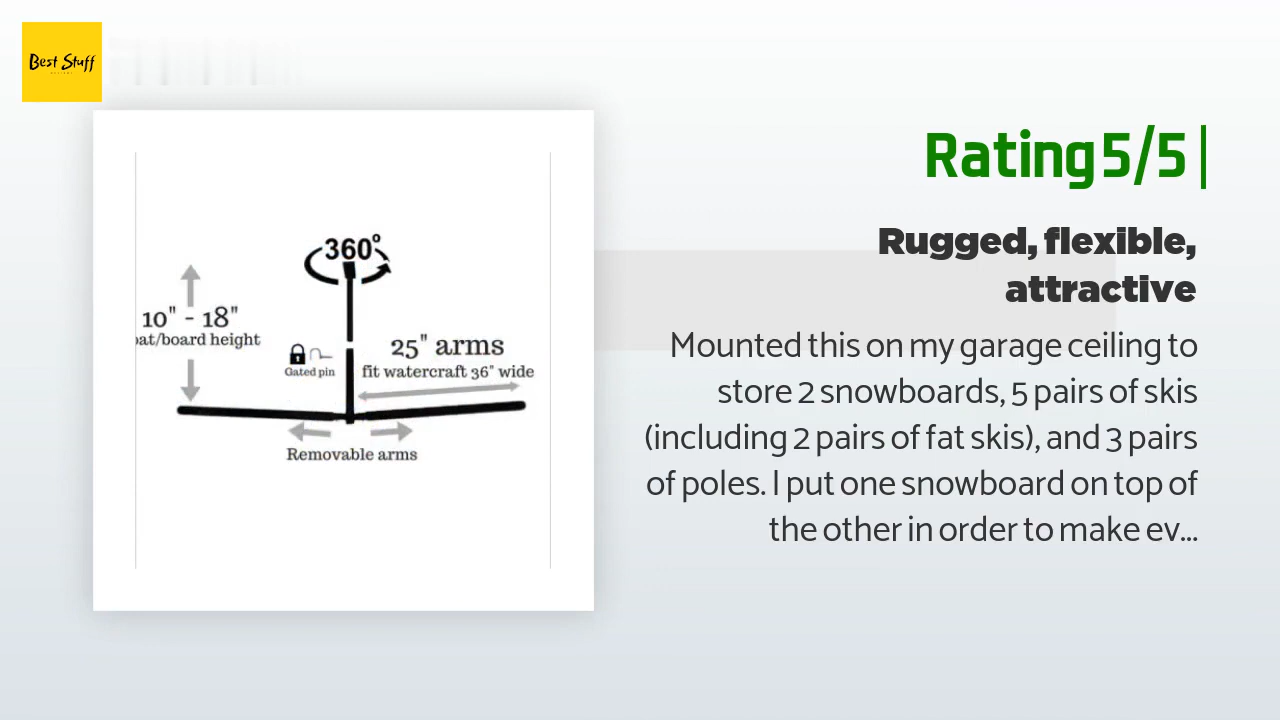 Best Stuff
360°
10" - 18"
oat/board height
Gated pin
25" arms
fit watercraft 36" wide
Removable arms
Rating 5/5 |
Rugged, flexible,
attractive
Mounted this on my garage ceiling to
store 2 snowboards, 5 pairs of skis
(including 2 pairs of fat skis), and 3 pairs
of poles. I put one snowboard on top of
the other in order to make ev...